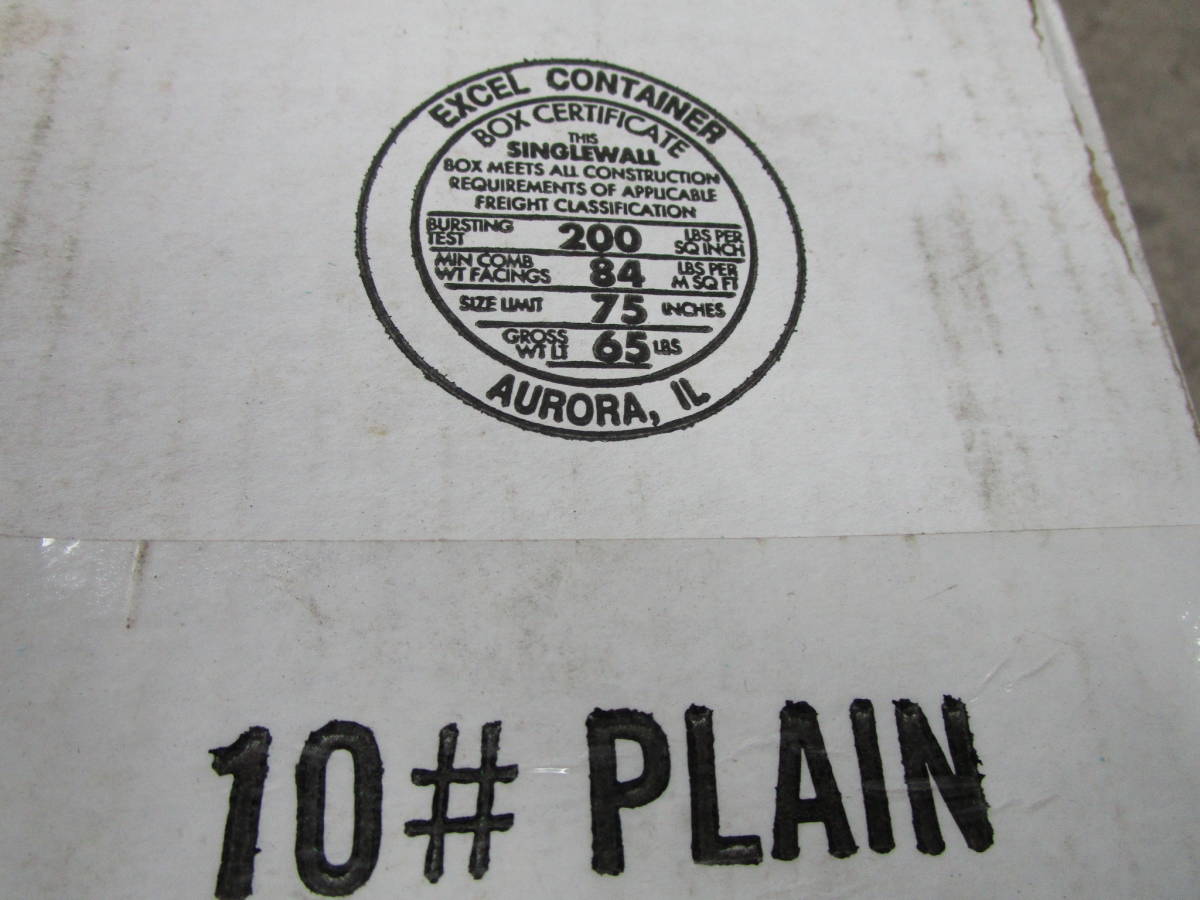 EXCEL CONTAINER
BOX CERTIFICATE
THIS
SINGLEWALL
BOX MEETS ALL CONSTRUCTION
REQUIREMENTS OF APPLICABLE
FREIGHT CLASSIFICATION
BURSTING TEST 200 LBS PER SQ INCH
MIN COMB WT FACINGS 84 LBS PER M SQ FT
SIZE LIMIT 75 INCHES
GROSS WT LT 65 LBS
AURORA, IL
10# PLAIN